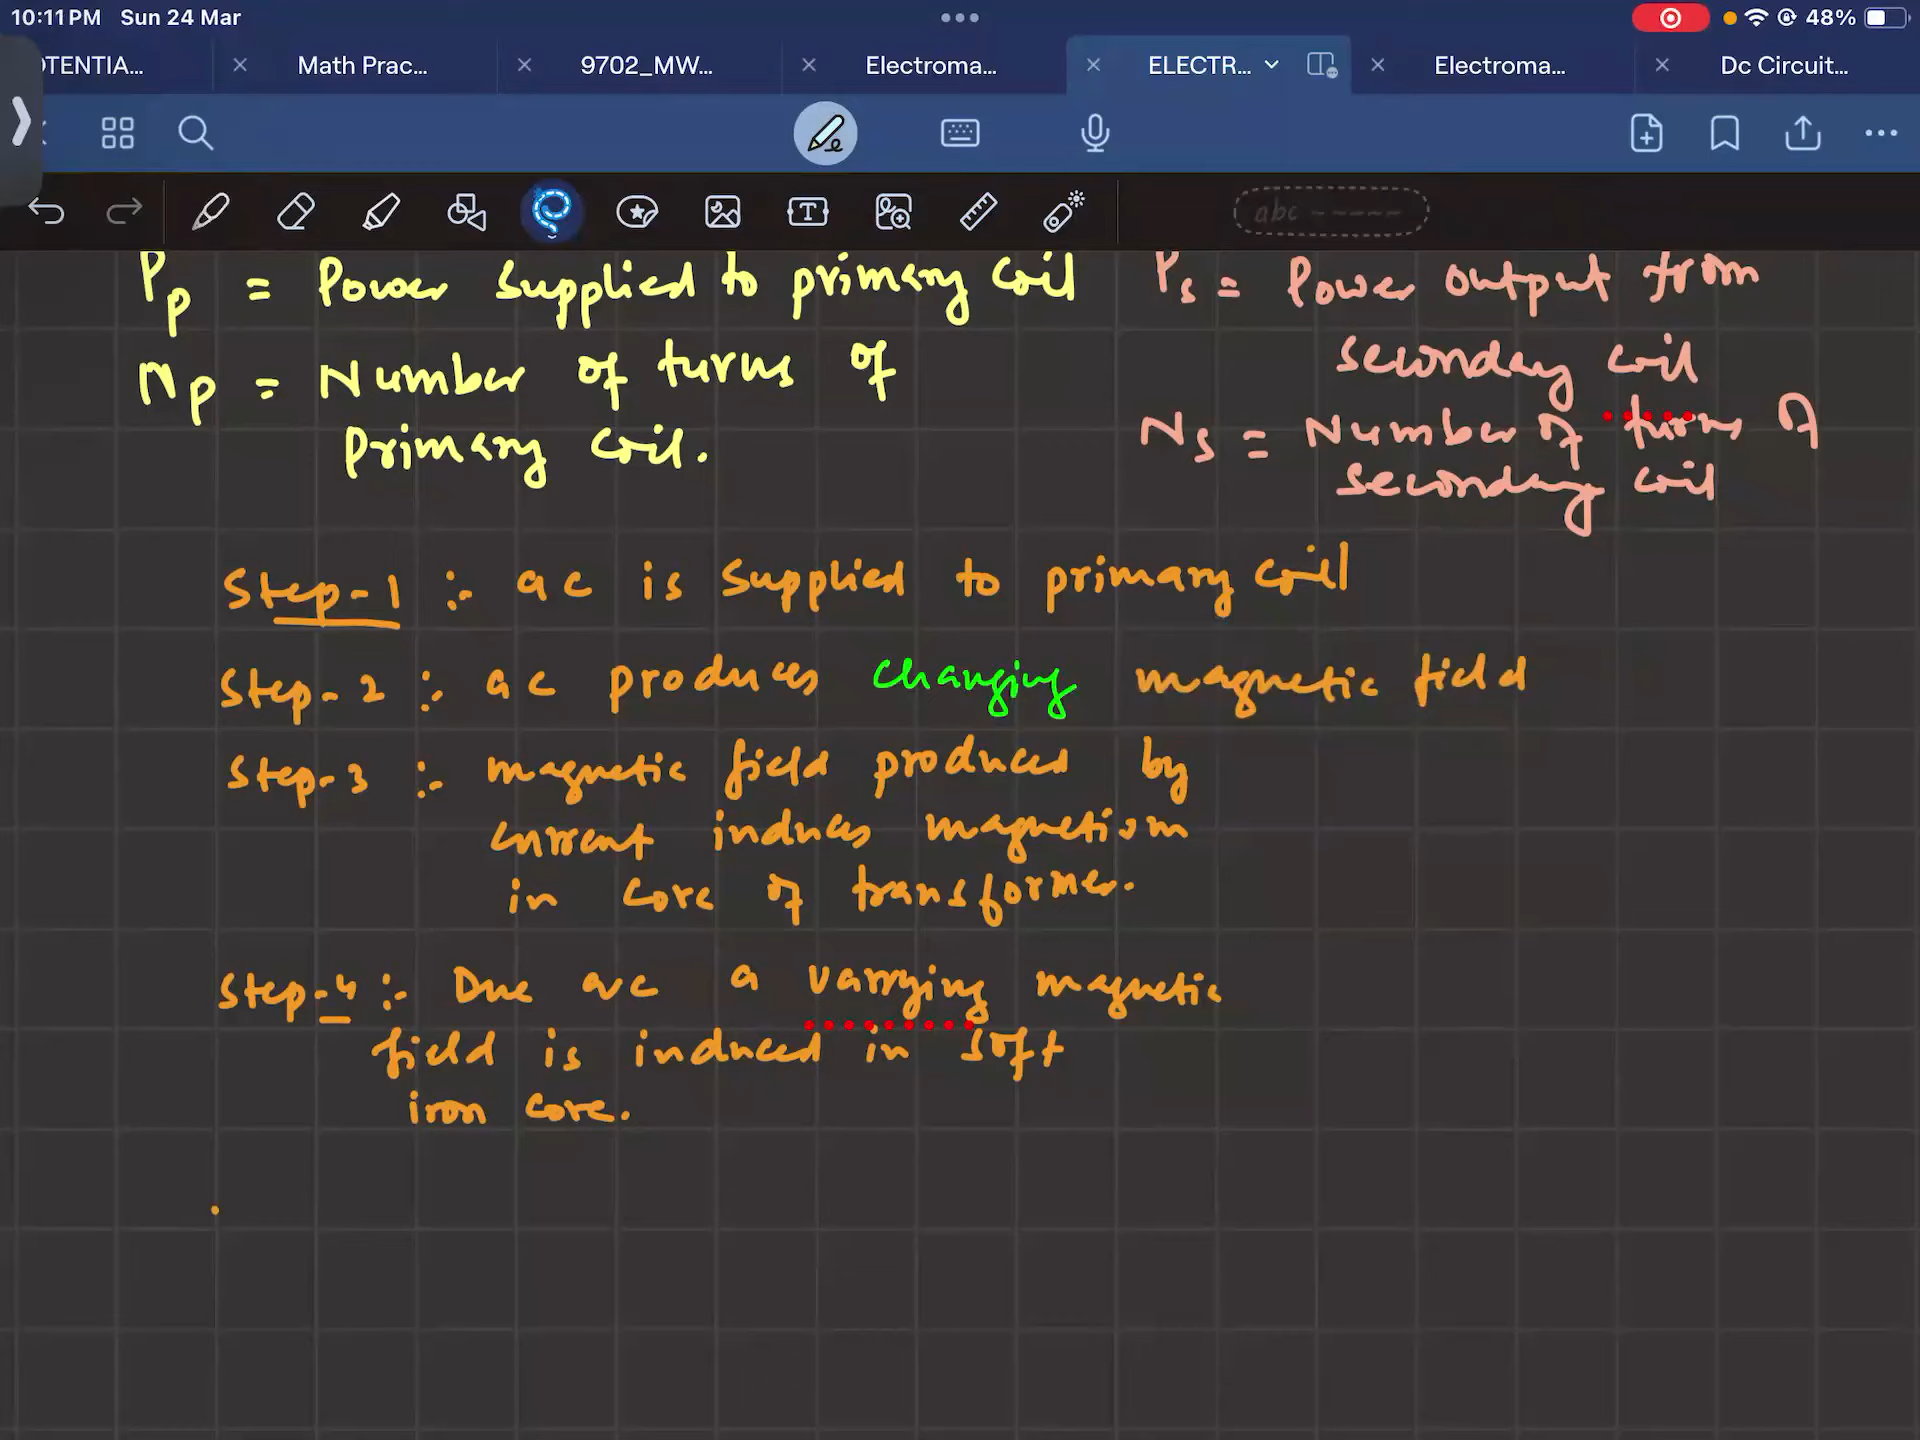 10:11 PM Sun 24 Mar
48%
OTENTIA...
Math Prac...
9702_MW...
Electroma...
ELECTR...
Electroma...
Dc Circuit...
abc
Pp = Power supplied to primary coil
np = Number of turns of
primary coil.
Ps = Power output from
secondary coil
Ns = Number of turns of
secondary coil
Step-1 :- ac is supplied to primary coil
Step-2 :- ac produces changing magnetic field
Step-3 :- magnetic field produced by
current induces magnetism
in core of transformer.
Step-4 :- Due a/c a varrying magnetic
field is induced in soft
iron core.